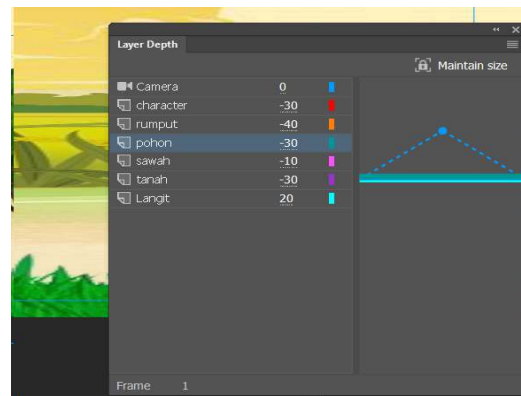 Layer Depth
Maintain size
Camera 0
character -30
rumput -40
pohon -30
sawah -10
tanah -30
Langit 20
Frame 1